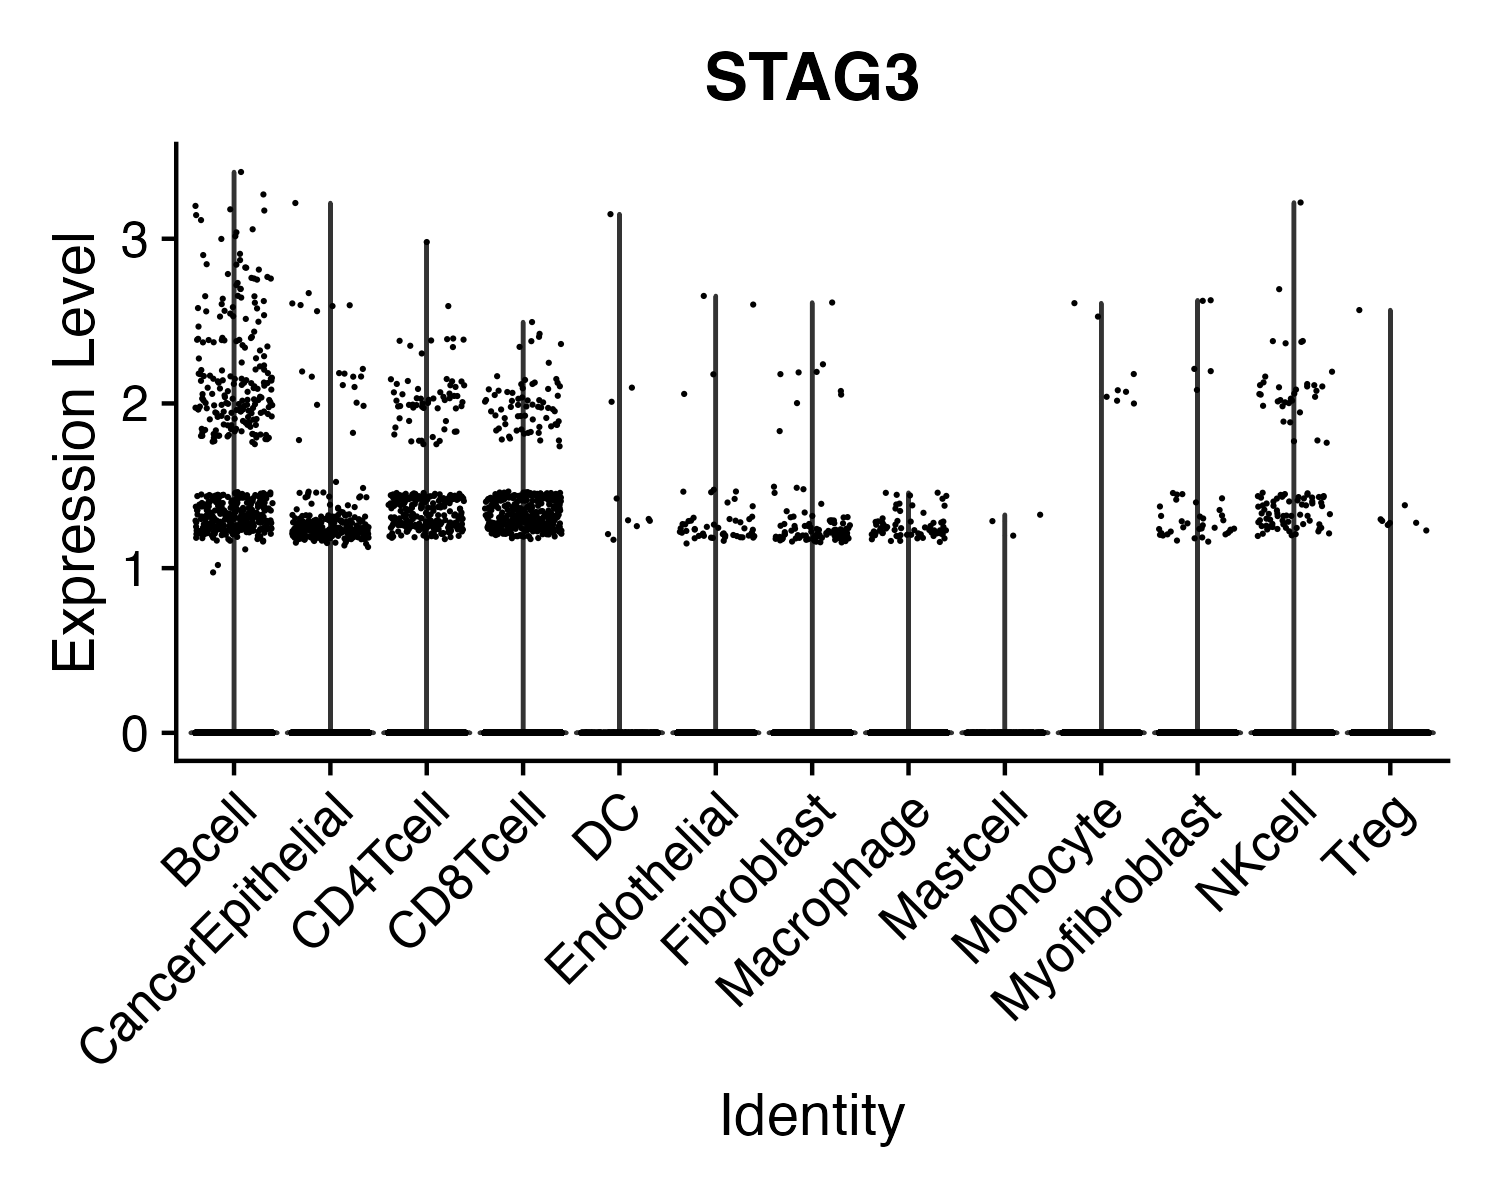 STAG3
Expression Level
3
2
1
0
Bcell
CancerEpithelial
CD4Tcell
CD8Tcell
DC
Endothelial
Fibroblast
Macrophage
Mastcell
Monocyte
Myofibroblast
NKcell
Treg
Identity